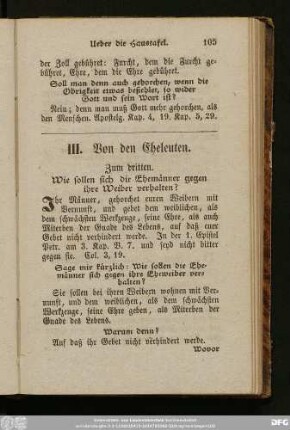 Ueber die Haustafel. 105
der Zoll gebühret: Furcht, dem die Furcht ge-
bühret, Ehre, dem die Ehre gebühret.
Soll man denn auch gehorchen, wenn die
Obrigkeit etwas befiehlet, so wider
Gott und sein Wort ist?
Nein; denn man muß Gott mehr gehorchen, als
den Menschen. Apostelg. Kap. 4, 19. Kap. 5, 29.
III. Von den Eheleuten.
Zum dritten.
Wie sollen sich die Ehemänner gegen
ihre Weiber verhalten?
Ihr Männer, gehorchet euren Weibern mit
Vernunft, und gebet dem weiblichen, als
dem schwächsten Werkzeuge, seine Ehre, als auch
Miterben der Gnade des Lebens, auf daß euer
Gebet nicht verhindert werde. In der 1. Epistel
Petr. am 3. Kap. V. 7. und seyd nicht bitter
gegen sie. Col. 3, 19.
Sage mir kürzlich: Wie sollen die Ehe-
männer sich gegen ihre Eheweiber ver-
halten?
Sie sollen bei ihren Weibern wohnen mit Ver-
nunft, und dem weiblichen, als dem schwächsten
Werkzeuge, seine Ehre geben, als Miterben der
Gnade des Lebens.
Warum denn?
Auf daß ihr Gebet nicht verhindert werde.
Wovor